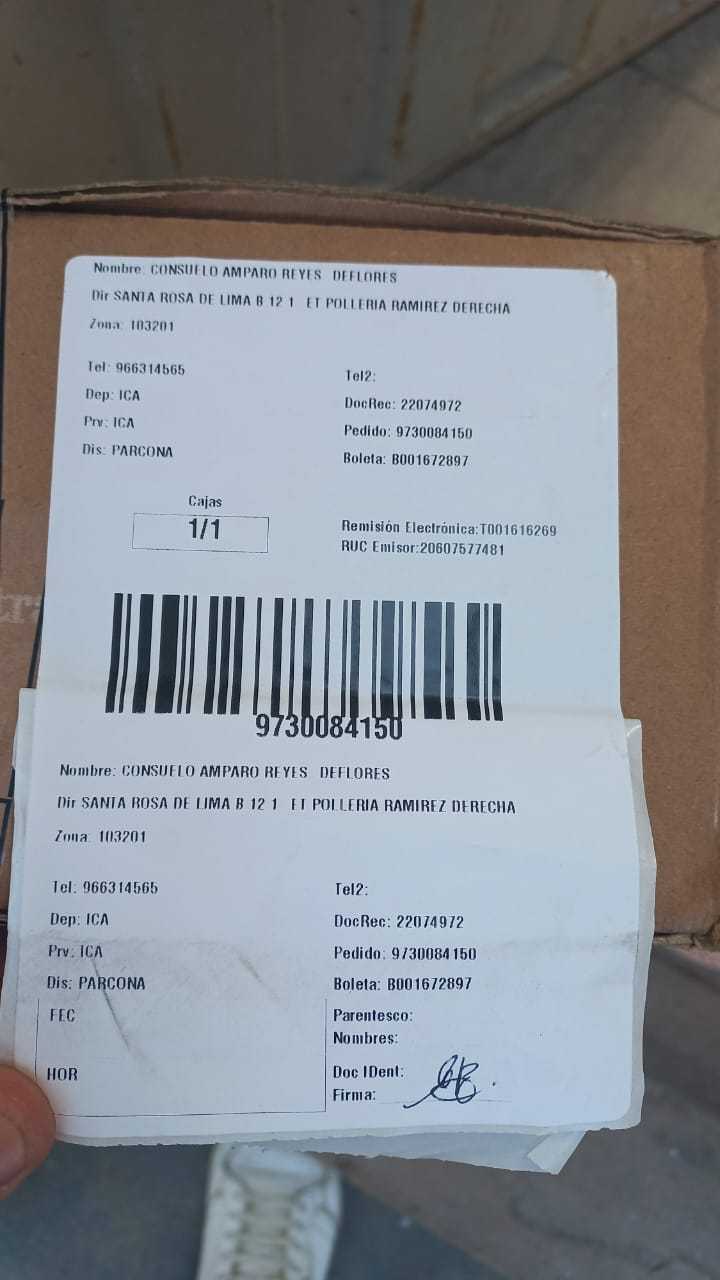 Nombre: CONSUELO AMPARO REYES DEFLORES
Dir SANTA ROSA DE LIMA B 12 1 ET POLLERIA RAMIREZ DERECHA
Zona: 103201
Tel: 966314565
Tel2:
Dep: ICA
DocRec: 22074972
Prv: ICA
Pedido: 9730084150
Dis: PARCONA
Boleta: B001672897
Cajas
1/1
Remisión Electrónica:T001616269
RUC Emisor:20607577481
9730084150
Nombre: CONSUELO AMPARO REYES DEFLORES
Dir SANTA ROSA DE LIMA B 12 1 ET POLLERIA RAMIREZ DERECHA
Zona: 103201
Tel: 966314565
Tel2:
Dep: ICA
DocRec: 22074972
Prv: ICA
Pedido: 9730084150
Dis: PARCONA
Boleta: B001672897
FEC
Parentesco:
Nombres:
HOR
Doc IDent:
Firma: